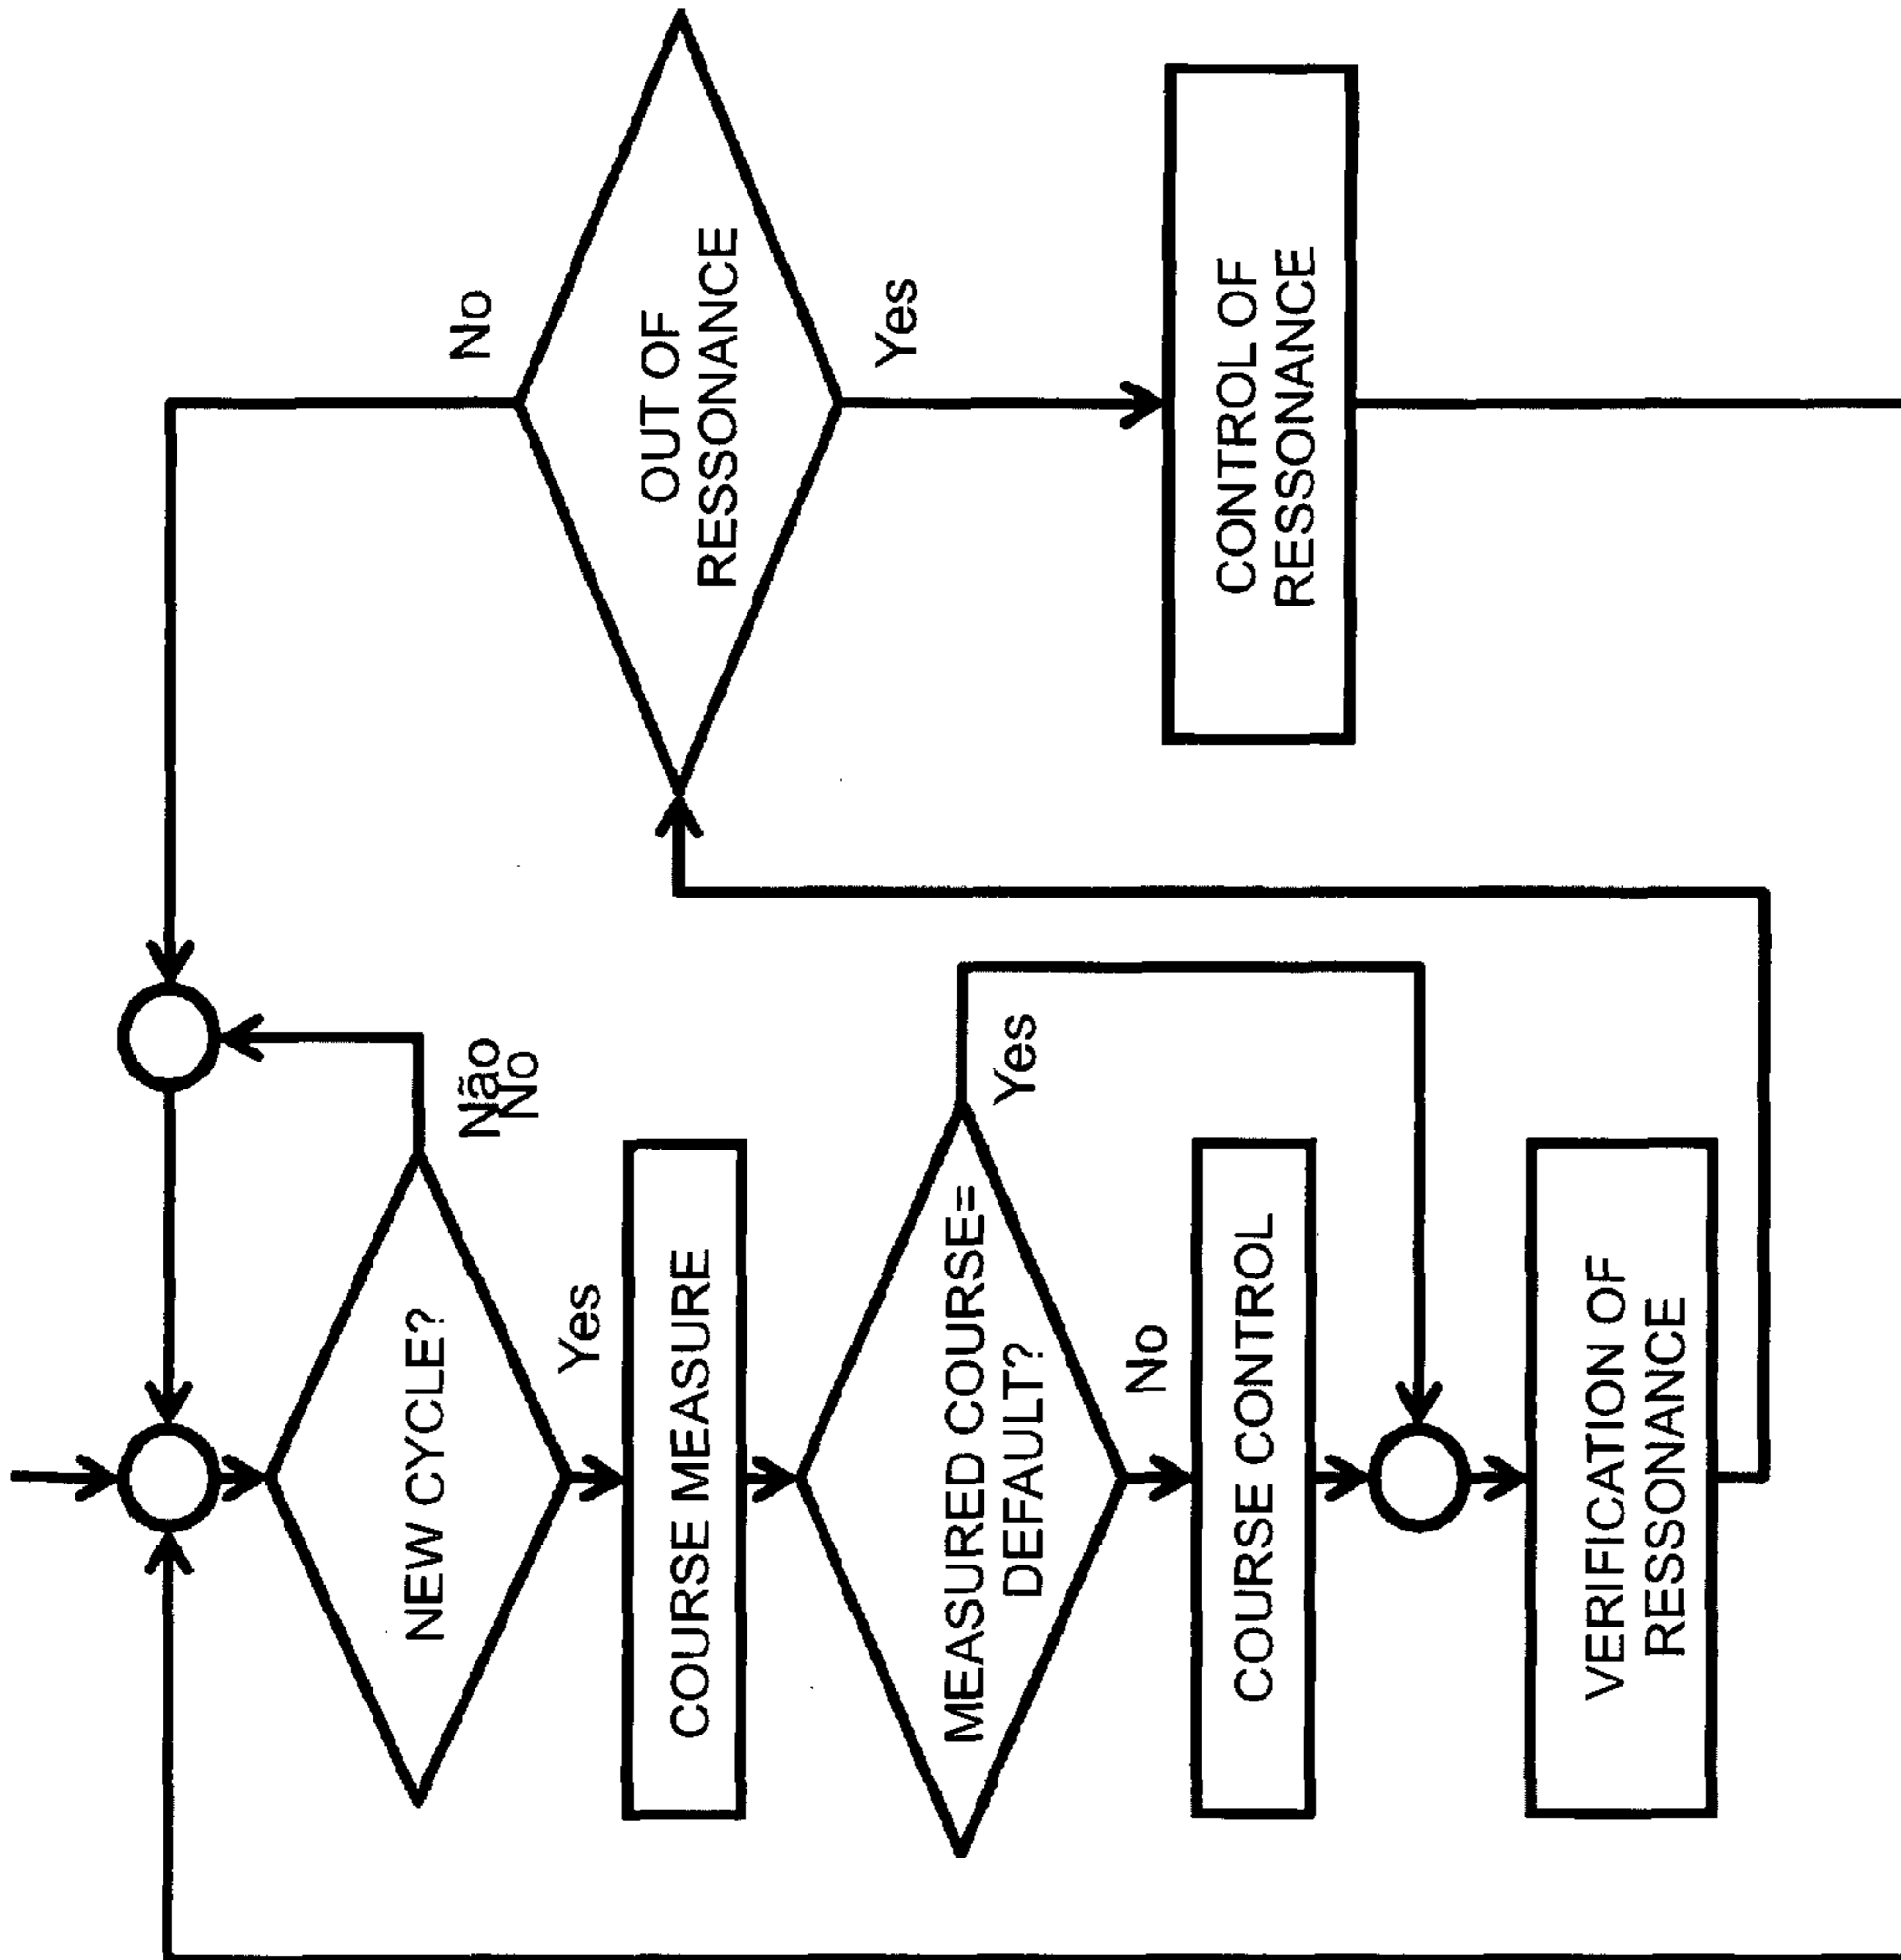 NEW CYCLE?
Não
No
Yes
COURSE MEASURE
MEASURED COURSE=
DEFAULT?
Yes
No
COURSE CONTROL
VERIFICATION OF
RESSONANCE
No
OUT OF
RESSONANCE
Yes
CONTROL OF
RESSONANCE